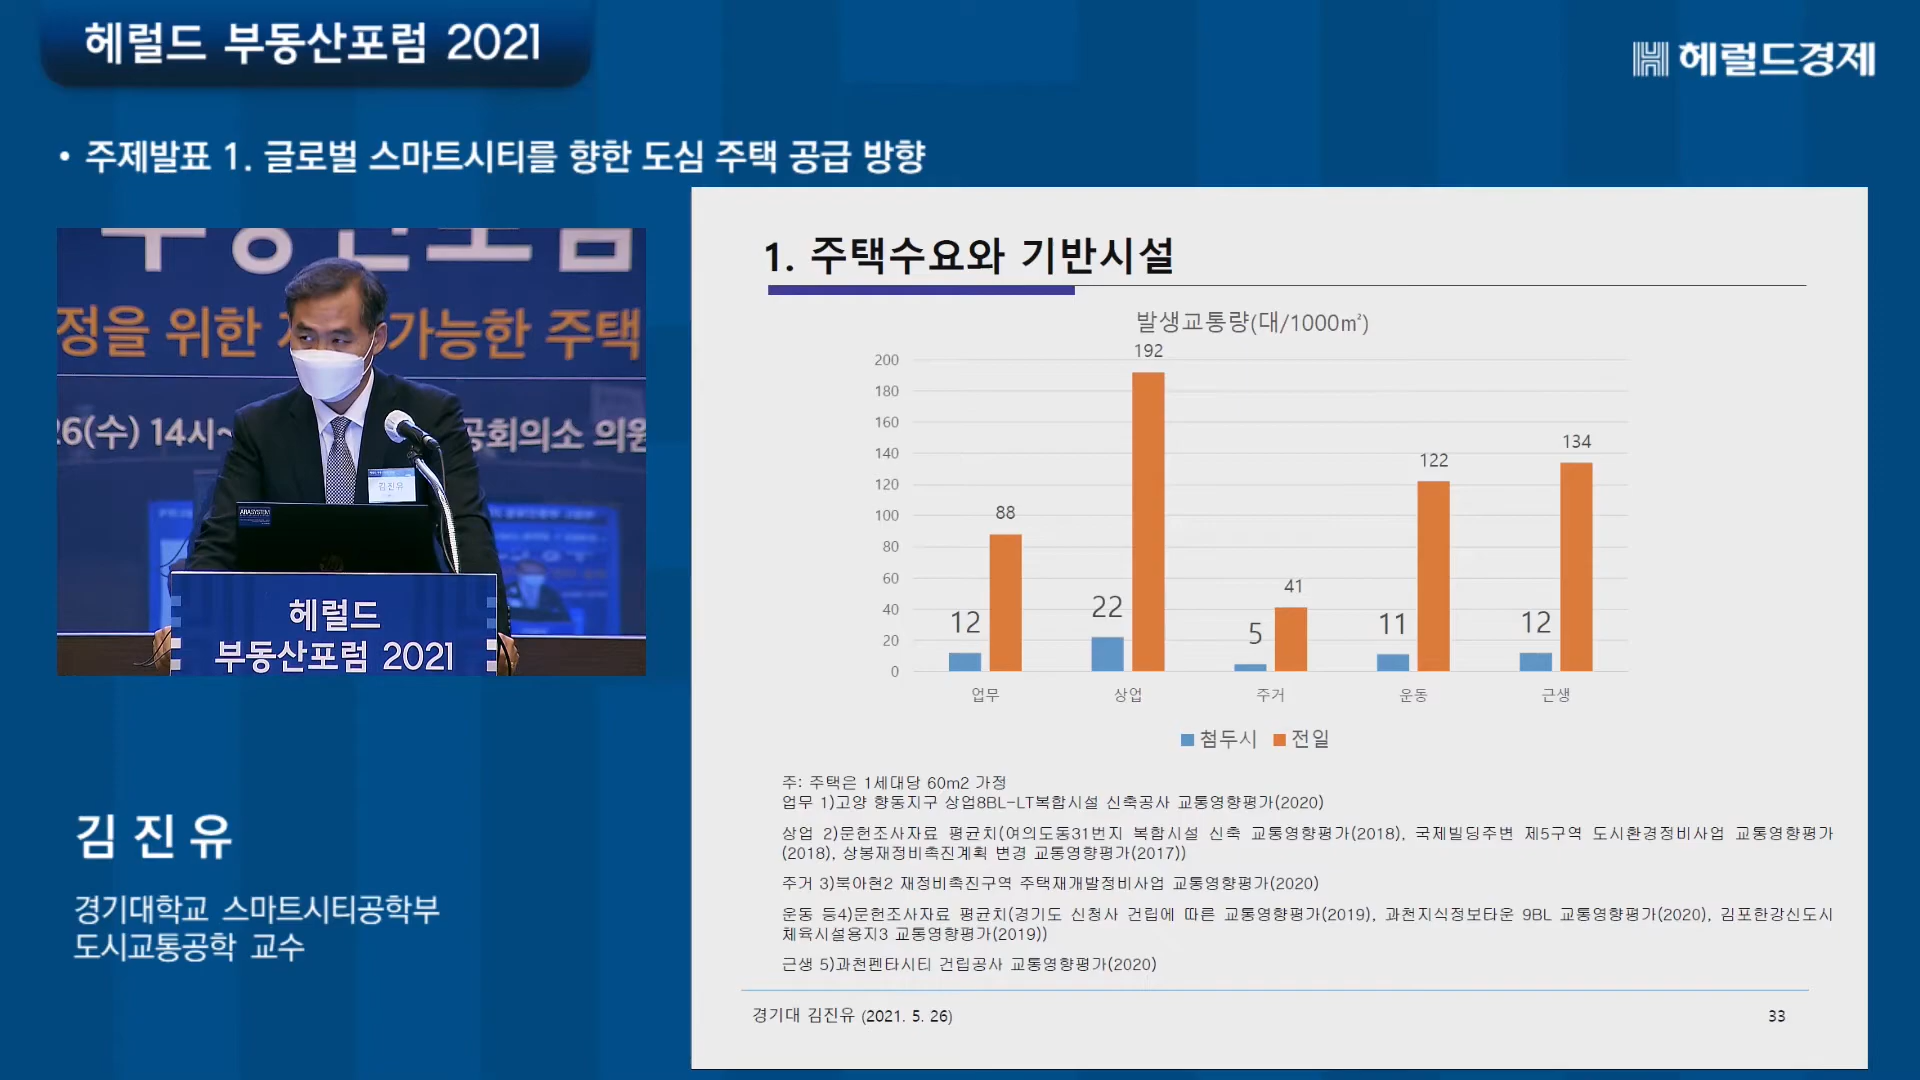 헤럴드 부동산포럼 2021
헤럴드경제
• 주제발표 1. 글로벌 스마트시티를 향한 도심 주택 공급 방향
정을 위한
가능한 주택
26(수) 14시~
공회의소 의원
김진유
헤럴드
부동산포럼 2021
김진유
경기대학교 스마트시티공학부
도시교통공학 교수
1. 주택수요와 기반시설
발생교통량(대/1000㎡)
200
180
160
140
120
100
80
60
40
20
0
12 88
22 192
5 41
11 122
12 134
업무 상업 주거 운동 근생
첨두시 전일
주: 주택은 1세대당 60m2 가정
업무 1)고양 향동지구 상업8BL-LT복합시설 신축공사 교통영향평가(2020)
상업 2)문헌조사자료 평균치(여의도동31번지 복합시설 신축 교통영향평가(2018), 국제빌딩주변 제5구역 도시환경정비사업 교통영향평가
(2018), 상봉재정비촉진계획 변경 교통영향평가(2017))
주거 3)북아현2 재정비촉진구역 주택재개발정비사업 교통영향평가(2020)
운동 등4)문헌조사자료 평균치(경기도 신청사 건립에 따른 교통영향평가(2019), 과천지식정보타운 9BL 교통영향평가(2020), 김포한강신도시
체육시설용지3 교통영향평가(2019))
근생 5)과천펜타시티 건립공사 교통영향평가(2020)
경기대 김진유 (2021. 5. 26)
33